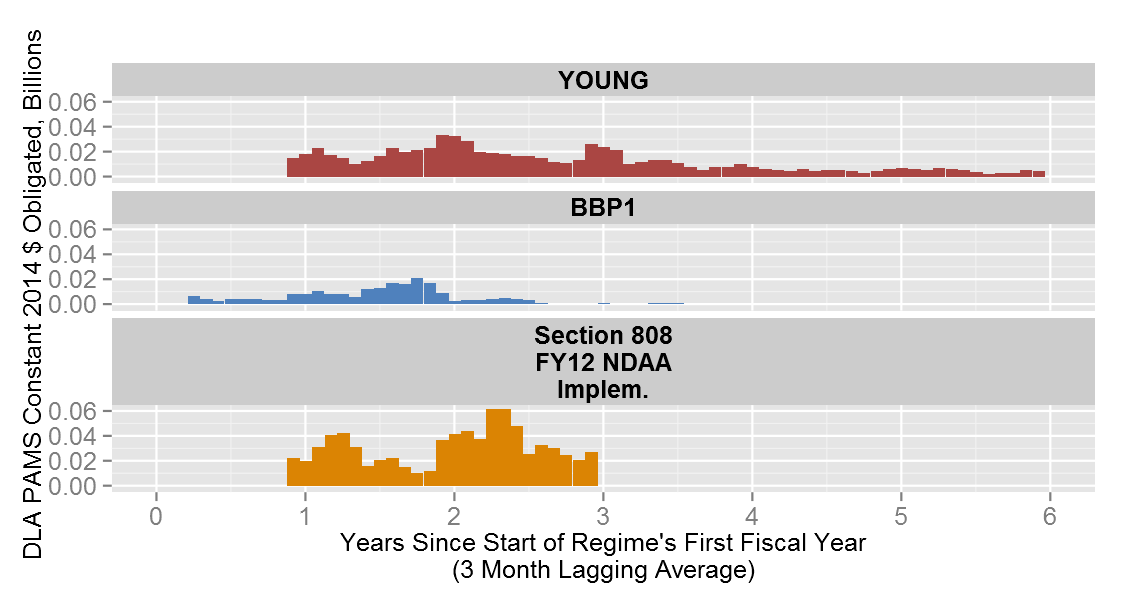 DLA PAMS Constant 2014 $ Obligated, Billions
YOUNG
0.06
0.04
0.02
0.00
BBP1
0.06
0.04
0.02
0.00
Section 808
FY12 NDAA
Implem.
0.06
0.04
0.02
0.00
0 1 2 3 4 5 6
Years Since Start of Regime's First Fiscal Year
(3 Month Lagging Average)